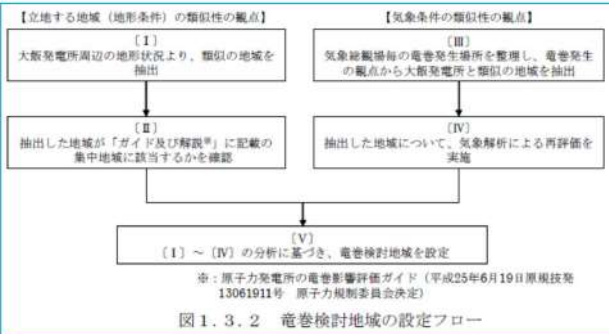 【立地する地域（地形条件）の類似性の観点】
【気象条件の類似性の観点】
〔Ⅰ〕
大飯発電所周辺の地形状況より、類似の地域を
抽出
〔Ⅲ〕
気象総観場毎の竜巻発生場所を整理し、竜巻発生
の観点から大飯発電所と類似の地域を抽出
〔Ⅱ〕
抽出した地域が「ガイド及び解説※」に記載の
集中地域に該当するかを確認
〔Ⅳ〕
抽出した地域について、気象解析による再評価を
実施
〔Ⅴ〕
〔Ⅰ〕～〔Ⅳ〕の分析に基づき、竜巻検討地域を設定
※：原子力発電所の竜巻影響評価ガイド（平成25年6月19日原規技発
13061911号　原子力規制委員会決定）
図１.３.２　竜巻検討地域の設定フロー